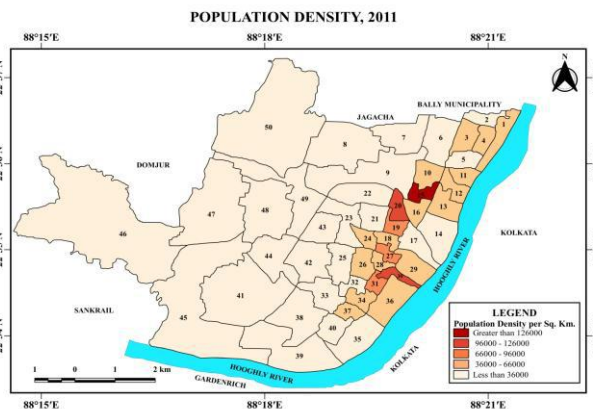 POPULATION DENSITY, 2011
88°15'E 88°18'E 88°21'E
N
BALLY MUNICIPALITY
JAGACHA
DOMJUR
KOLKATA
SANKRAIL
HOOGHLY RIVER
KOLKATA
HOOGHLY RIVER
GARDENRICH
50
8
7
6
2
1
3
4
5
9
10
11
12
13
22
49
47
48
46
20
16
19
14
23
21
43
24
18
17
44
42
25
26
27
28
29
32
31
33
34
36
41
45
38
37
40
35
39
LEGEND
Population Density per Sq. Km.
Greater than 126000
96000 - 126000
66000 - 96000
36000 - 66000
Less than 36000
1 0 1 2 km
88°15'E 88°18'E 88°21'E